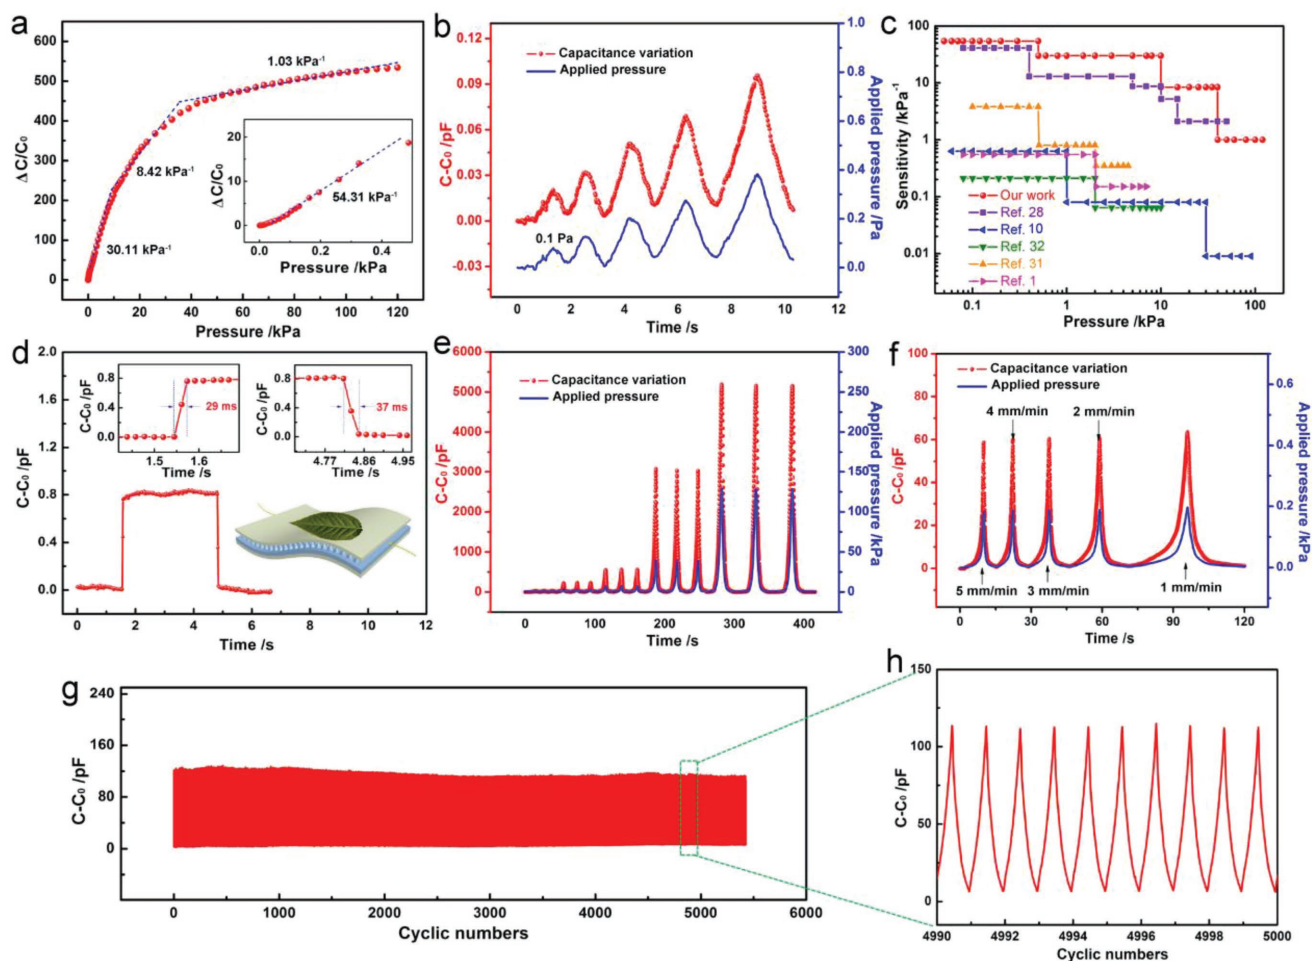 a
ΔC/C₀
600
500
400
300
200
100
0
0 20 40 60 80 100 120
Pressure /kPa
1.03 kPa⁻¹
8.42 kPa⁻¹
30.11 kPa⁻¹
ΔC/C₀
20
10
0
0.0 0.2 0.4
Pressure /kPa
54.31 kPa⁻¹
b
C-C₀ /pF
0.12
0.09
0.06
0.03
0.00
-0.03
Capacitance variation
Applied pressure
0.1 Pa
0 2 4 6 8 10
Time /s
1.0
0.8
0.6
0.4
0.2
0.0
Applied pressure /Pa
c
Sensitivity /kPa⁻¹
100
10
1
0.1
0.01
Our work
Ref. 28
Ref. 10
Ref. 32
Ref. 31
Ref. 1
0.1 1 10 100
Pressure /kPa
d
C-C₀ /pF
2.0
1.6
1.2
0.8
0.4
0.0
C-C₀ /pF
0.8
0.4
0.0
29 ms
1.5 1.6
Time /s
C-C₀ /pF
0.8
0.4
0.0
37 ms
4.77 4.86 4.95
Time /s
0 2 4 6 8 10 12
Time /s
e
C-C₀ /pF
6000
5000
4000
3000
2000
1000
0
Capacitance variation
Applied pressure
0 100 200 300 400
Time /s
300
250
200
150
100
50
0
Applied pressure /kPa
f
C-C₀ /pF
100
80
60
40
20
0
Capacitance variation
Applied pressure
4 mm/min 2 mm/min
5 mm/min 3 mm/min 1 mm/min
0 30 60 90 120
Time /s
0.6
0.4
0.2
0.0
Applied pressure /kPa
g
C-C₀ /pF
240
160
80
0
0 1000 2000 3000 4000 5000 6000
Cyclic numbers
h
C-C₀ /pF
150
100
50
0
4990 4992 4994 4996 4998 5000
Cyclic numbers